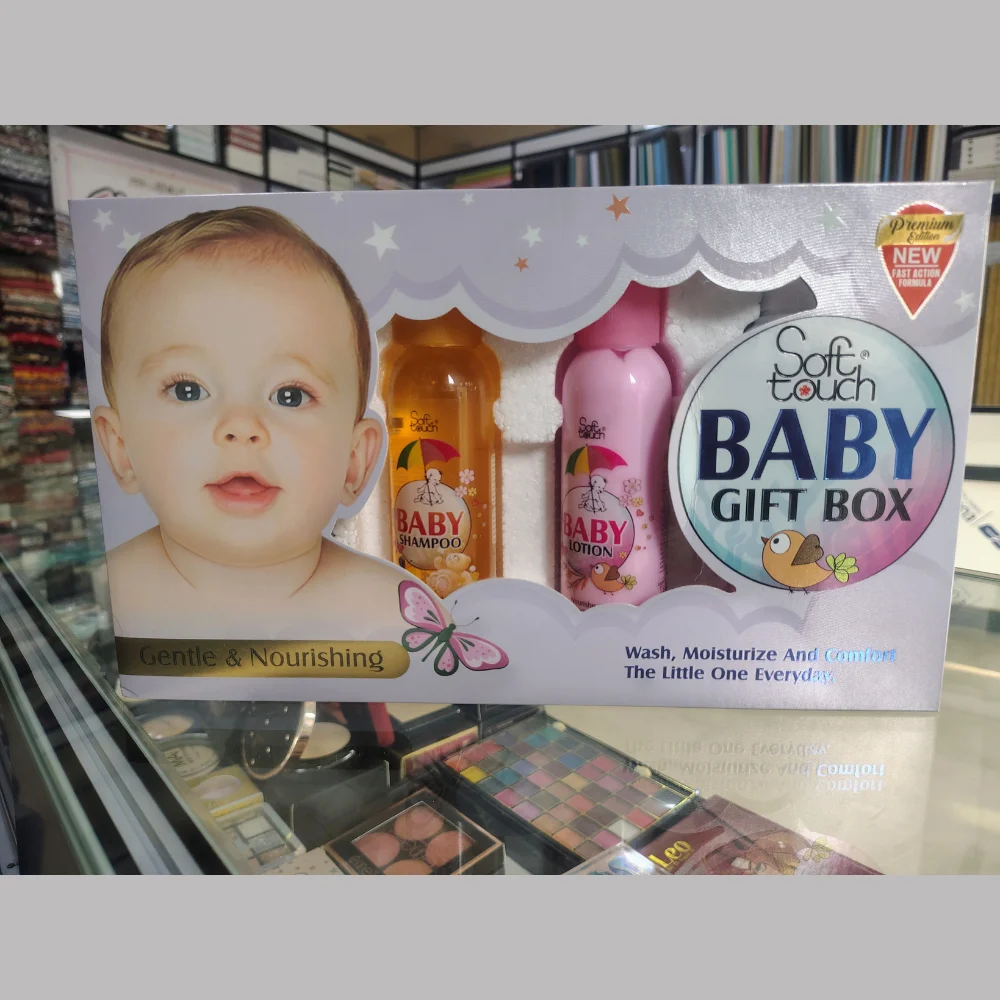 Premium
Edition
NEW
FAST ACTION
FORMULA
Soft
touch
BABY
GIFT BOX
Soft
touch
BABY
SHAMPOO
Soft
touch
BABY
LOTION
Gentle & Nourishing
Wash, Moisturize And Comfort
The Little One Everyday.
Leo